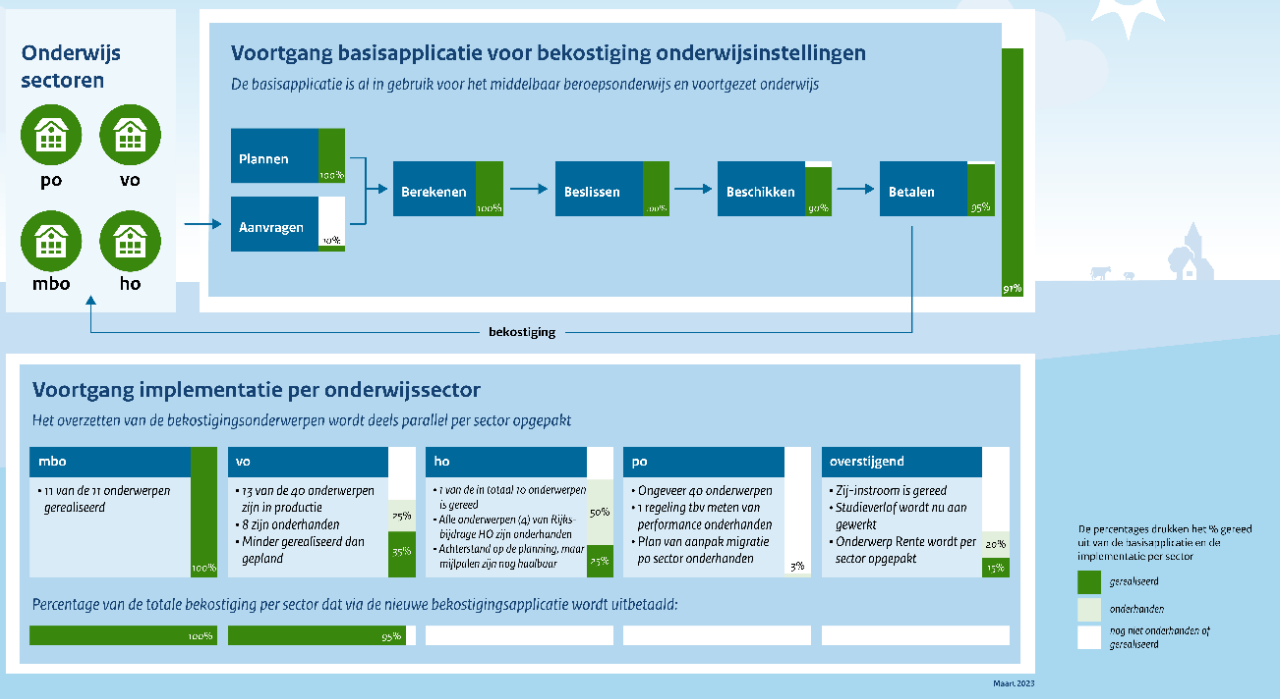 Onderwijs
sectoren
po
vo
mbo
ho
Voortgang basisapplicatie voor bekostiging onderwijsinstellingen
De basisapplicatie is al in gebruik voor het middelbaar beroepsonderwijs en voortgezet onderwijs
Plannen
100%
Aanvragen
10%
Berekenen
100%
Beslissen
100%
Beschikken
90%
Betalen
95%
91%
bekostiging
Voortgang implementatie per onderwijssector
Het overzetten van de bekostigingsonderwerpen wordt deels parallel per sector opgepakt
mbo
• 11 van de 11 onderwerpen
gerealiseerd
100%
vo
• 13 van de 40 onderwerpen
zijn in productie
• 8 zijn onderhanden
• Minder gerealiseerd dan
gepland
25%
35%
ho
• 1 van de in totaal 10 onderwerpen
is gereed
• Alle onderwerpen (4) van Rijks-
bijdrage HO zijn onderhanden
• Achterstand op de planning, maar
mijlpalen zijn nog haalbaar
50%
25%
po
• Ongeveer 40 onderwerpen
• 1 regeling tbv meten van
performance onderhanden
• Plan van aanpak migratie
po sector onderhanden
3%
overstijgend
• Zij-instroom is gereed
• Studieverlof wordt nu aan
gewerkt
• Onderwerp Rente wordt per
sector opgepakt
20%
15%
Percentage van de totale bekostiging per sector dat via de nieuwe bekostigingsapplicatie wordt uitbetaald:
100%
95%
De percentages drukken het % gereed
uit van de basisapplicatie en de
implementatie per sector
gerealiseerd
onderhanden
nog niet onderhanden of
gerealiseerd
Maart 2023